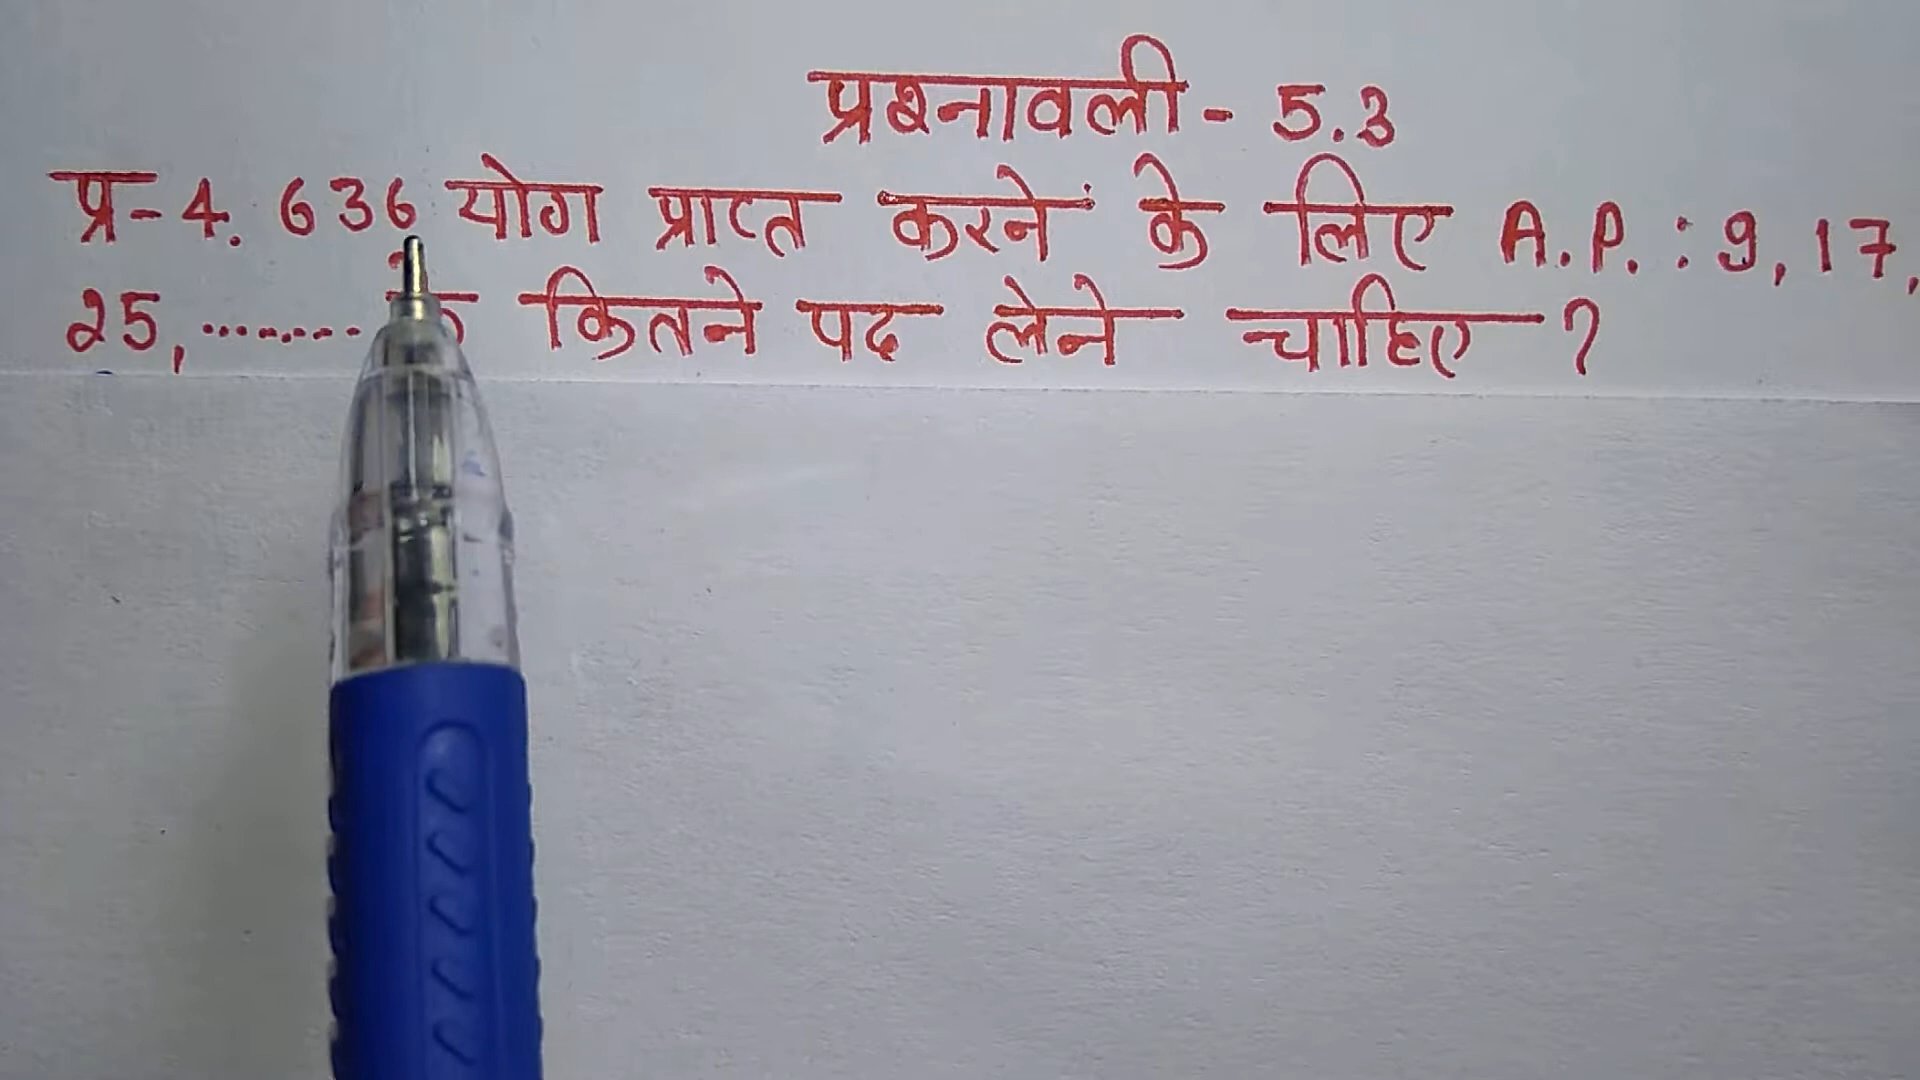 प्रश्नावली - 5.3
प्र-4. 636 योग प्राप्त करनें के लिए A.P. : 9, 17,
25, ........ कितने पद लेने चाहिए ?